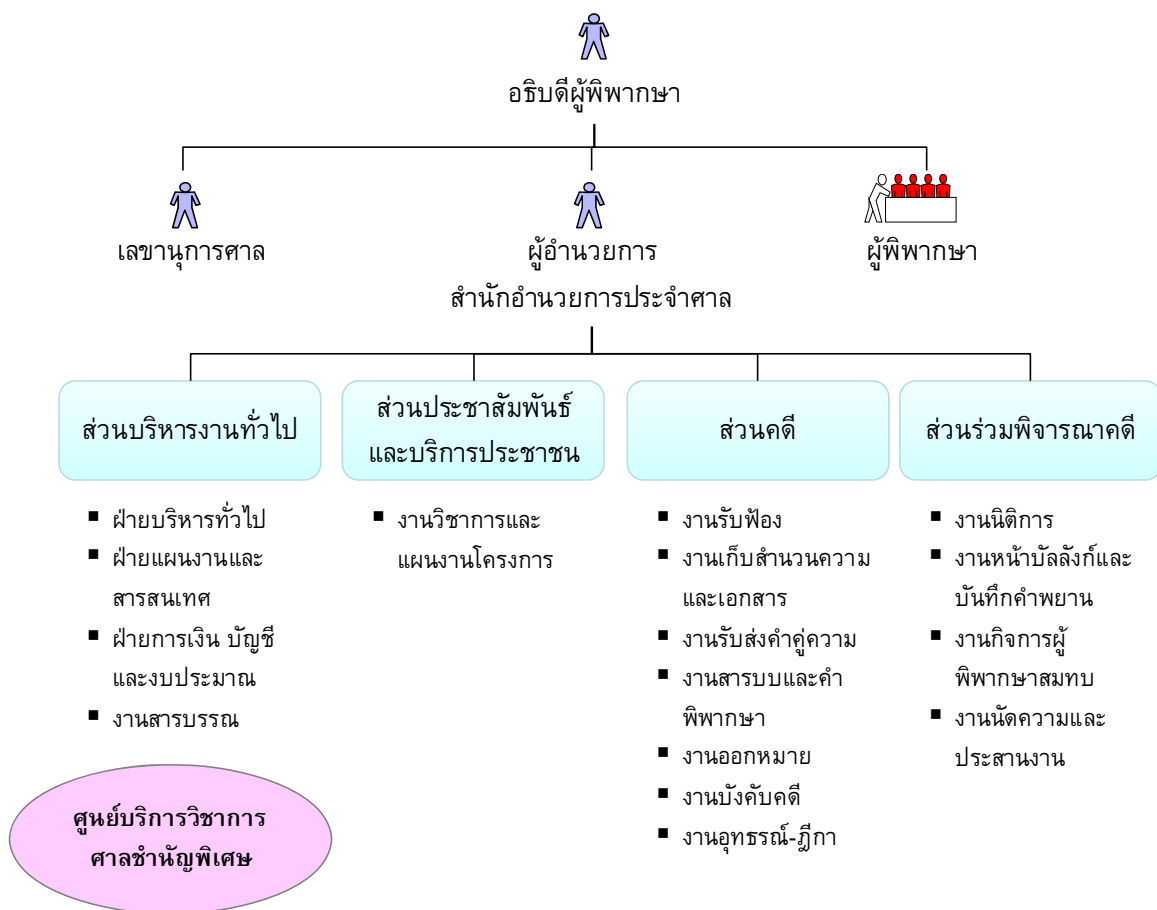 อธิบดีผู้พิพากษา
เลขานุการศาล
ผู้อำนวยการ
สำนักอำนวยการประจำศาล
ผู้พิพากษา
ส่วนบริหารงานทั่วไป
ส่วนประชาสัมพันธ์
และบริการประชาชน
ส่วนคดี
ส่วนร่วมพิจารณาคดี
ฝ่ายบริหารทั่วไป
ฝ่ายแผนงานและ
สารสนเทศ
ฝ่ายการเงิน บัญชี
และงบประมาณ
งานสารบรรณ
งานวิชาการและ
แผนงานโครงการ
งานรับฟ้อง
งานเก็บสำนวนความ
และเอกสาร
งานรับส่งคำคู่ความ
งานสารบบและคำ
พิพากษา
งานออกหมาย
งานบังคับคดี
งานอุทธรณ์-ฎีกา
งานนิติการ
งานหน้าบัลลังก์และ
บันทึกคำพยาน
งานกิจการผู้
พิพากษาสมทบ
งานนัดความและ
ประสานงาน
ศูนย์บริการวิชาการ
ศาลชำนัญพิเศษ